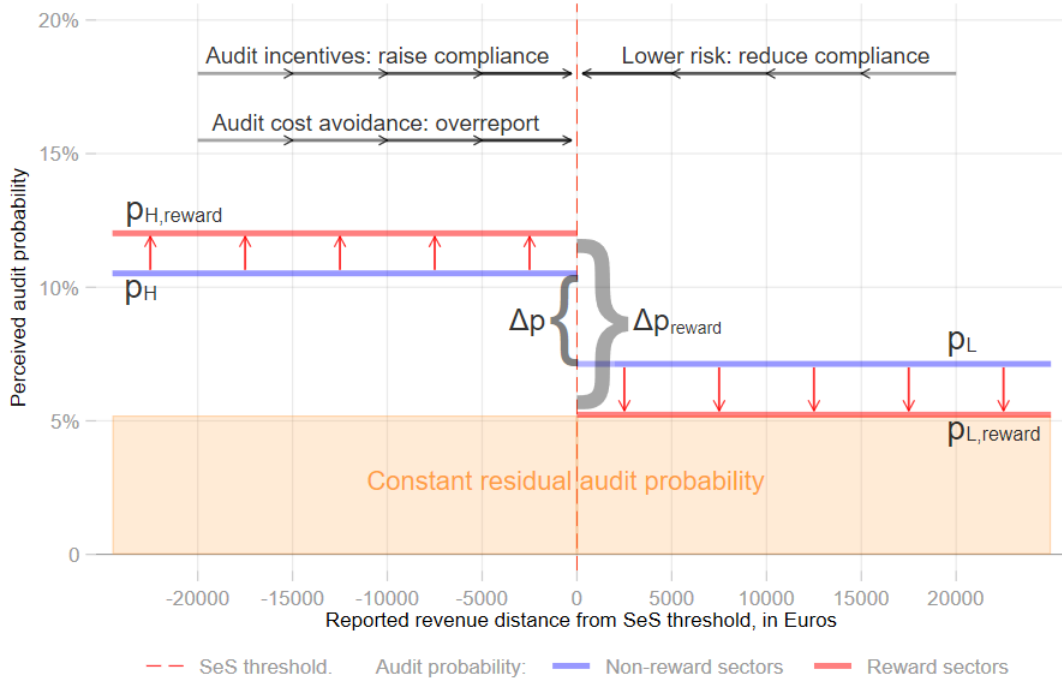 20%
Audit incentives: raise compliance
Lower risk: reduce compliance
Audit cost avoidance: overreport
15%
pH,reward
10%
pH
Δp
Δpreward
pL
5%
pL,reward
Constant residual audit probability
0
Perceived audit probability
-20000 -15000 -10000 -5000 0 5000 10000 15000 20000
Reported revenue distance from SeS threshold, in Euros
SeS threshold. Audit probability: Non-reward sectors Reward sectors